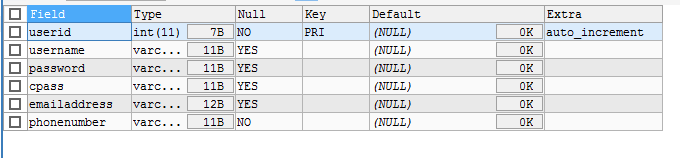 Field Type Null Key Default Extra
userid int(11) 7B NO PRI (NULL) 0K auto_increment
username varc... 11B YES (NULL) 0K
password varc... 11B YES (NULL) 0K
cpass varc... 11B YES (NULL) 0K
emailaddress varc... 12B YES (NULL) 0K
phonenumber varc... 11B NO (NULL) 0K